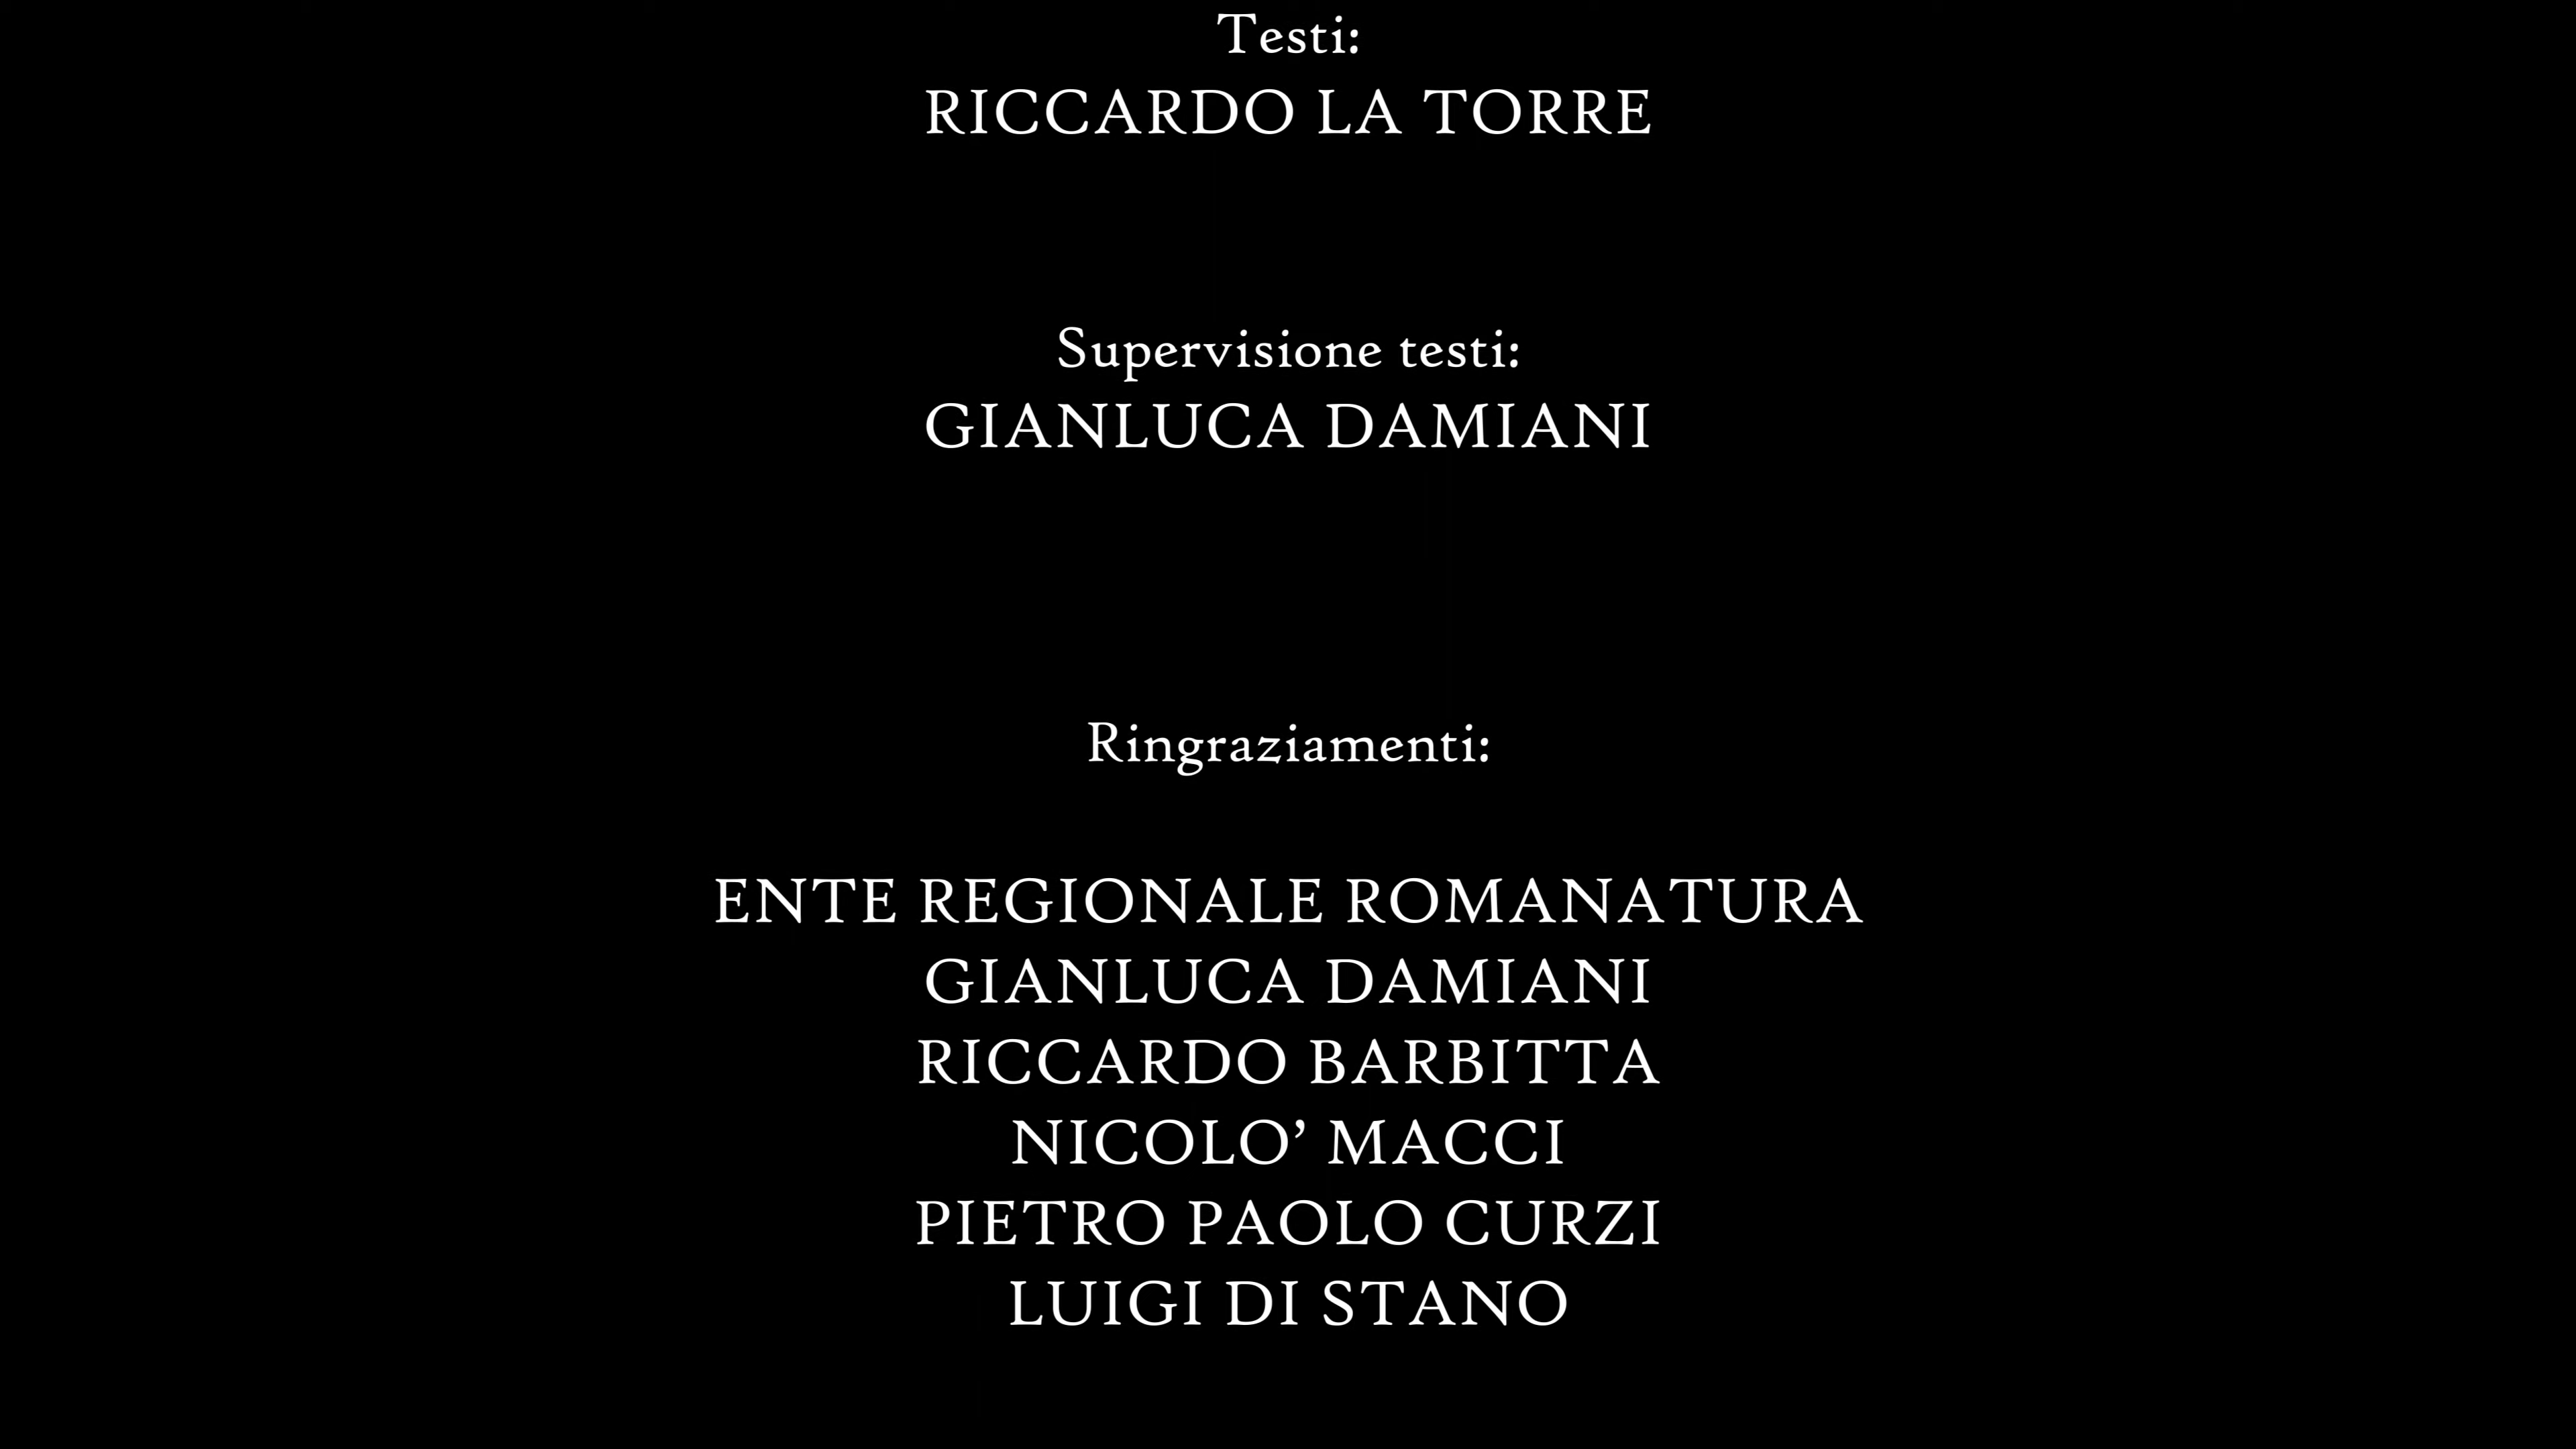 Testi:
RICCARDO LA TORRE
Supervisione testi:
GIANLUCA DAMIANI
Ringraziamenti:
ENTE REGIONALE ROMANATURA
GIANLUCA DAMIANI
RICCARDO BARBITTA
NICOLO’ MACCI
PIETRO PAOLO CURZI
LUIGI DI STANO